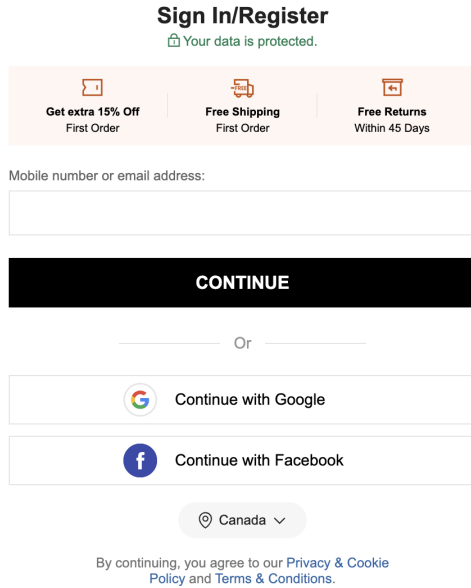 Sign In/Register
Your data is protected.
Get extra 15% Off
First Order
FREE
Free Shipping
First Order
Free Returns
Within 45 Days
Mobile number or email address:
CONTINUE
Or
Continue with Google
f Continue with Facebook
Canada
By continuing, you agree to our Privacy & Cookie
Policy and Terms & Conditions.